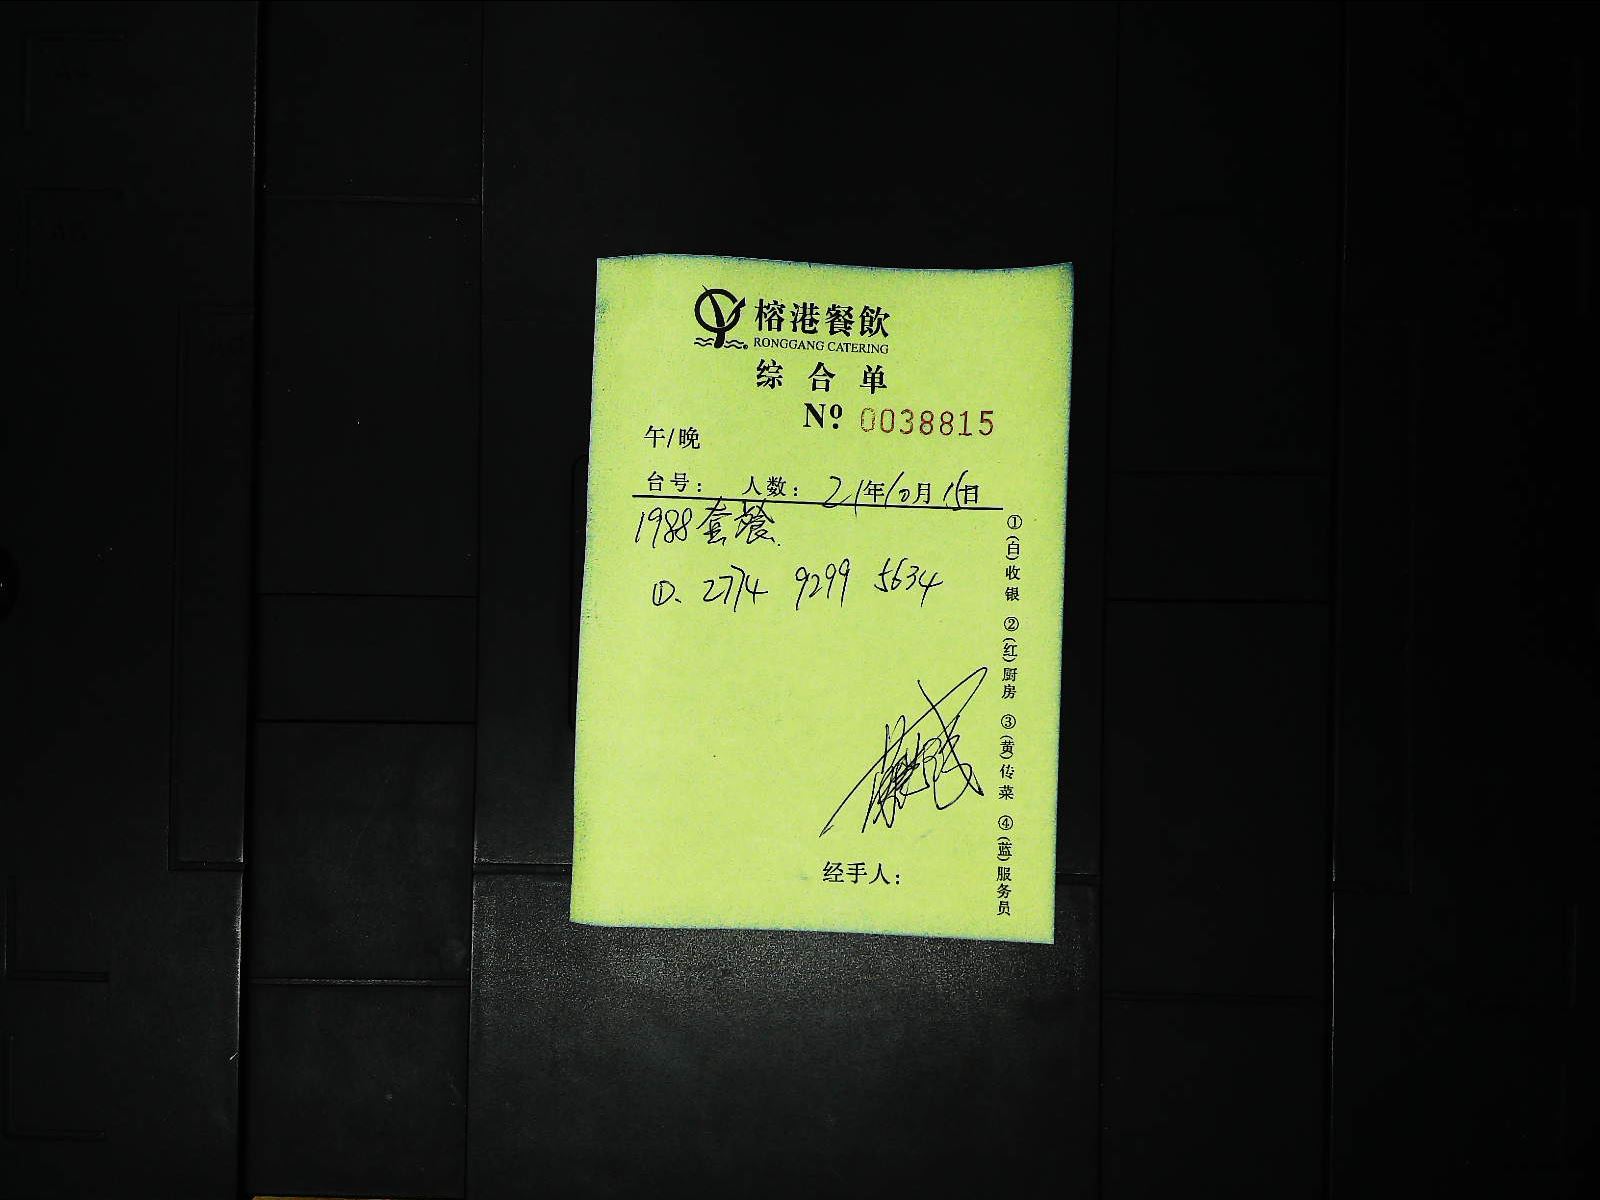 榕港餐飲
RONGGANG CATERING
综合单
Nº 0038815
午/晚
台号: 人数: 21年10月15日
1988套餐.
①、2774 9299 5634
经手人:
①(白)收银 ②(红)厨房 ③(黄)传菜 ④(蓝)服务员